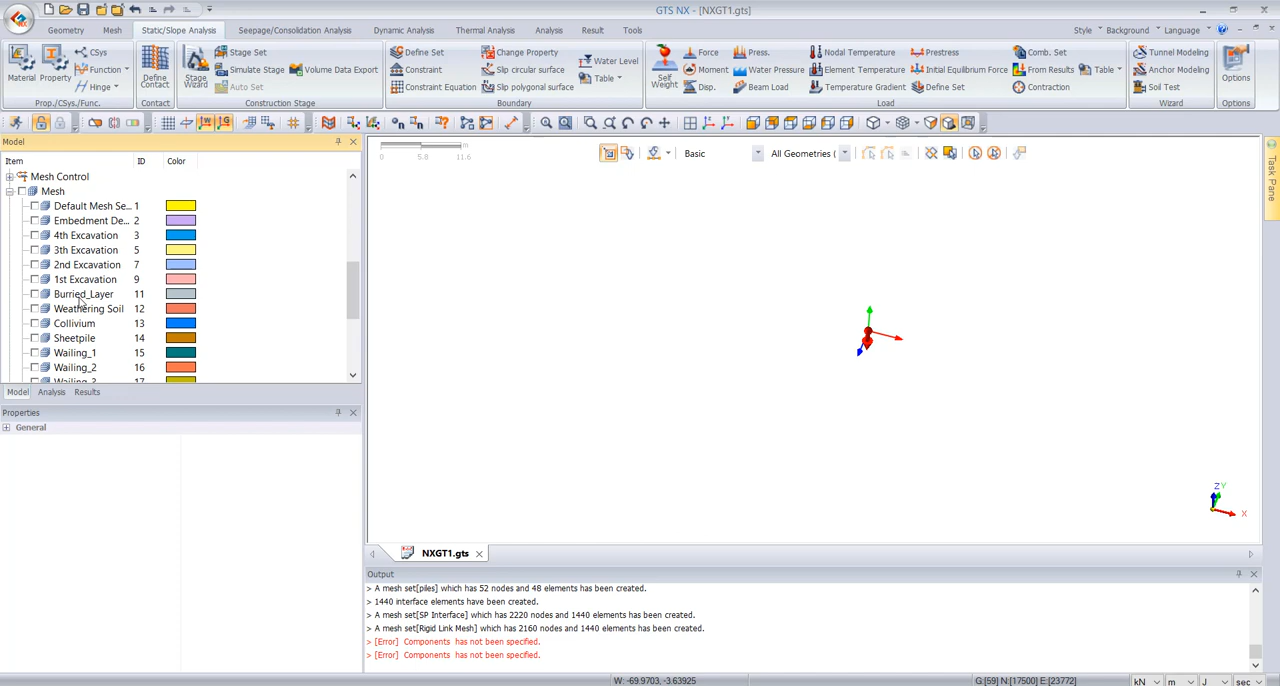 GTS NX - [NXGT1.gts]
Geometry Mesh Static/Slope Analysis Seepage/Consolidation Analysis Dynamic Analysis Thermal Analysis Analysis Result Tools Style Background Language
CSys Stage Set Define Set Change Property Water Level Force Press. Nodal Temperature Prestress Comb. Set Tunnel Modeling
Function Simulate Stage Volume Data Export Constraint Slip circular surface Table Moment Water Pressure Element Temperature Initial Equilibrium Force From Results Table Anchor Modeling
Material Property Hinge Define Contact Stage Wizard Auto Set Constraint Equation Slip polygonal surface Self Weight Disp. Beam Load Temperature Gradient Define Set Contraction Soil Test Options
Prop./CSys./Func. Contact Construction Stage Boundary Load Wizard Options
Model
Item ID Color
Mesh Control
Mesh
Default Mesh Se... 1
Embedment De... 2
4th Excavation 3
3th Excavation 5
2nd Excavation 7
1st Excavation 9
Burried_Layer 11
Weathering Soil 12
Collivium 13
Sheetpile 14
Wailing_1 15
Wailing_2 16
Model Analysis Results
Properties
General
0 5.8 11.6 m
Basic All Geometries (
Task Pane
Z Y X
NXGT1.gts
Output
> A mesh set[piles] which has 52 nodes and 48 elements has been created.
> 1440 interface elements have been created.
> A mesh set[SP Interface] which has 2220 nodes and 1440 elements has been created.
> A mesh set[Rigid Link Mesh] which has 2160 nodes and 1440 elements has been created.
> [Error] Components has not been specified.
> [Error] Components has not been specified.
W: -69.9703, -3.63925 G:[59] N:[17500] E:[23772] kN m J sec